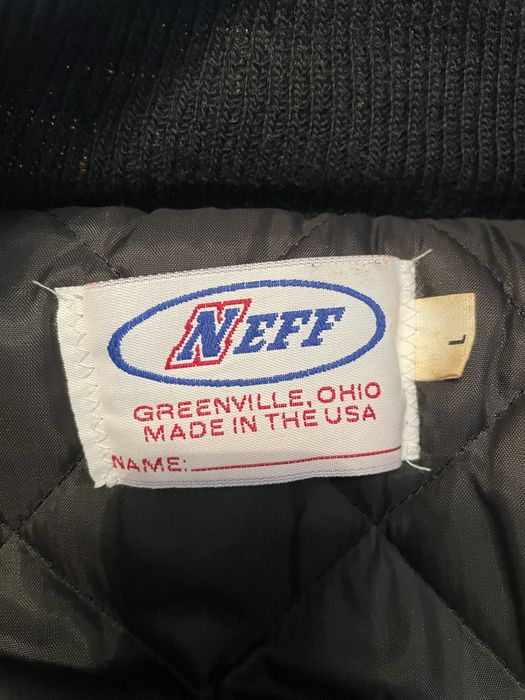 NEFF
GREENVILLE, OHIO
MADE IN THE USA
NAME:
L